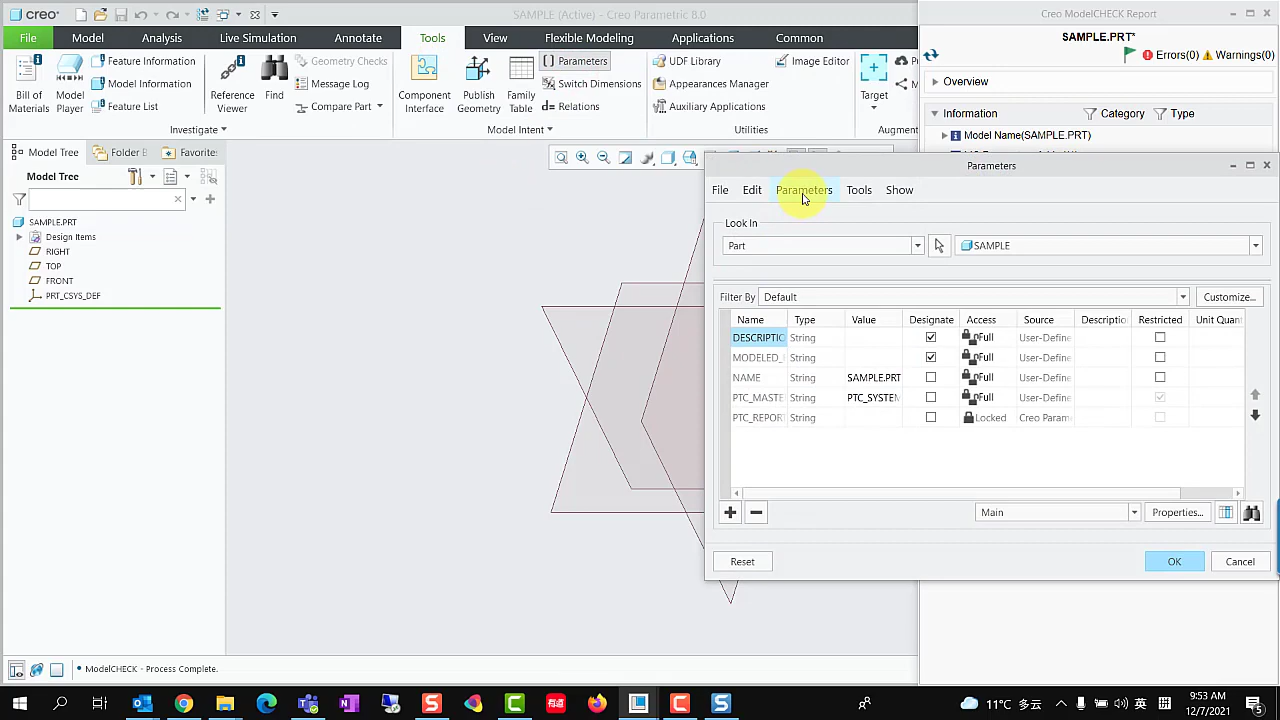 creo
SAMPLE (Active) - Creo Parametric 8.0
Creo ModelCHECK Report
File Model Analysis Live Simulation Annotate Tools View Flexible Modeling Applications Common
SAMPLE.PRT*
Errors(0) Warnings(0)
Bill of Materials
Model Player
Feature Information
Model Information
Feature List
Reference Viewer
Find
Geometry Checks
Message Log
Compare Part
Investigate
Component Interface
Publish Geometry
Family Table
Parameters
Switch Dimensions
d= Relations
Model Intent
UDF Library
Appearances Manager
Auxiliary Applications
Image Editor
Utilities
Target
Augment
Overview
Information Category Type
Model Name(SAMPLE.PRT)
Model Tree Folder B Favorite
Model Tree
SAMPLE.PRT
Design Items
RIGHT
TOP
FRONT
PRT_CSYS_DEF
Parameters
File Edit Parameters Tools Show
Look In
Part SAMPLE
Filter By Default Customize...
Name Type Value Designate Access Source Descriptio Restricted Unit Quan
DESCRIPTIO String Full User-Define
MODELED_ String Full User-Define
NAME String SAMPLE.PRT Full User-Define
PTC_MASTE String PTC_SYSTEM Full User-Define
PTC_REPOR String Locked Creo Param
Main Properties...
Reset OK Cancel
• ModelCHECK - Process Complete.
11°C 多云 英 拼 9:53 AM
12/7/2021